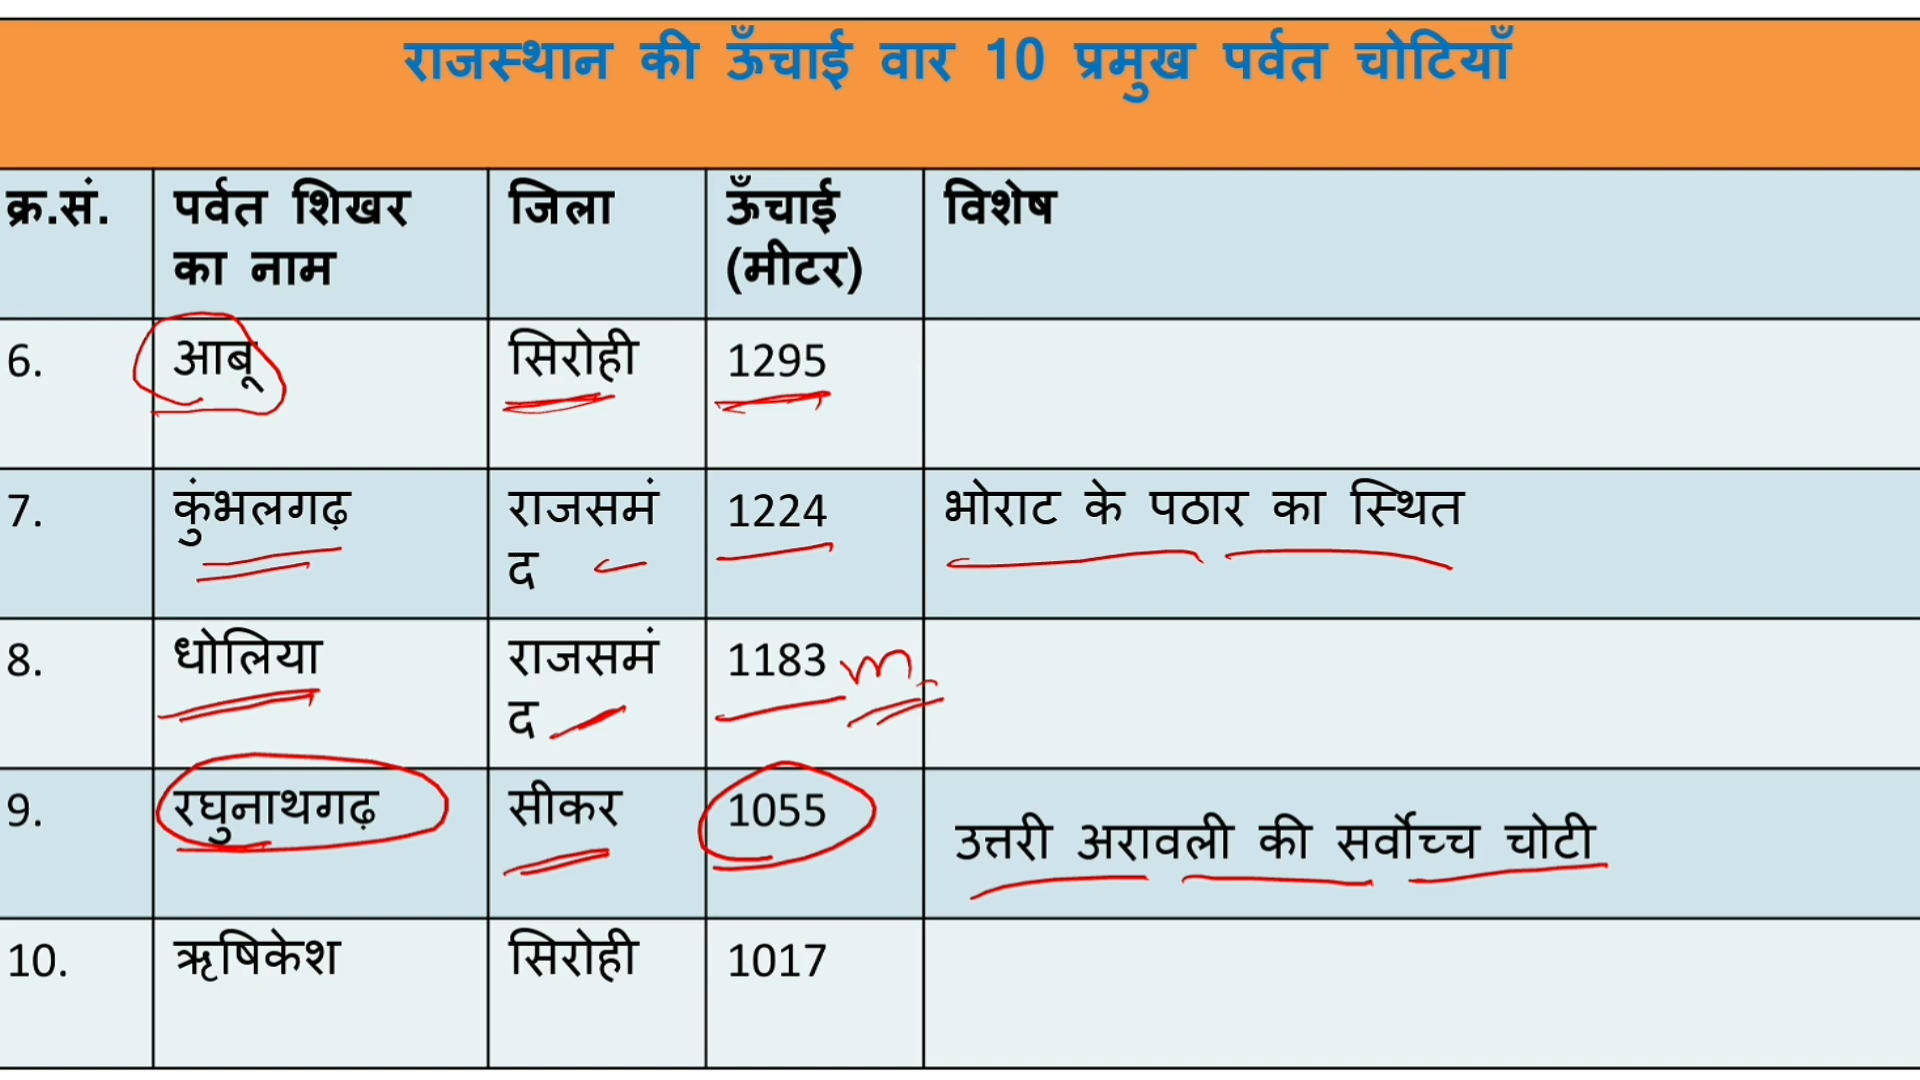 राजस्थान की ऊँचाई वार 10 प्रमुख पर्वत चोटियाँ
क्र.सं. पर्वत शिखर का नाम जिला ऊँचाई (मीटर) विशेष
6. आबू सिरोही 1295
7. कुंभलगढ़ राजसमंद 1224 भोराट के पठार का स्थित
8. धोलिया राजसमंद 1183 m
9. रघुनाथगढ़ सीकर 1055 उत्तरी अरावली की सर्वोच्च चोटी
10. ऋषिकेश सिरोही 1017